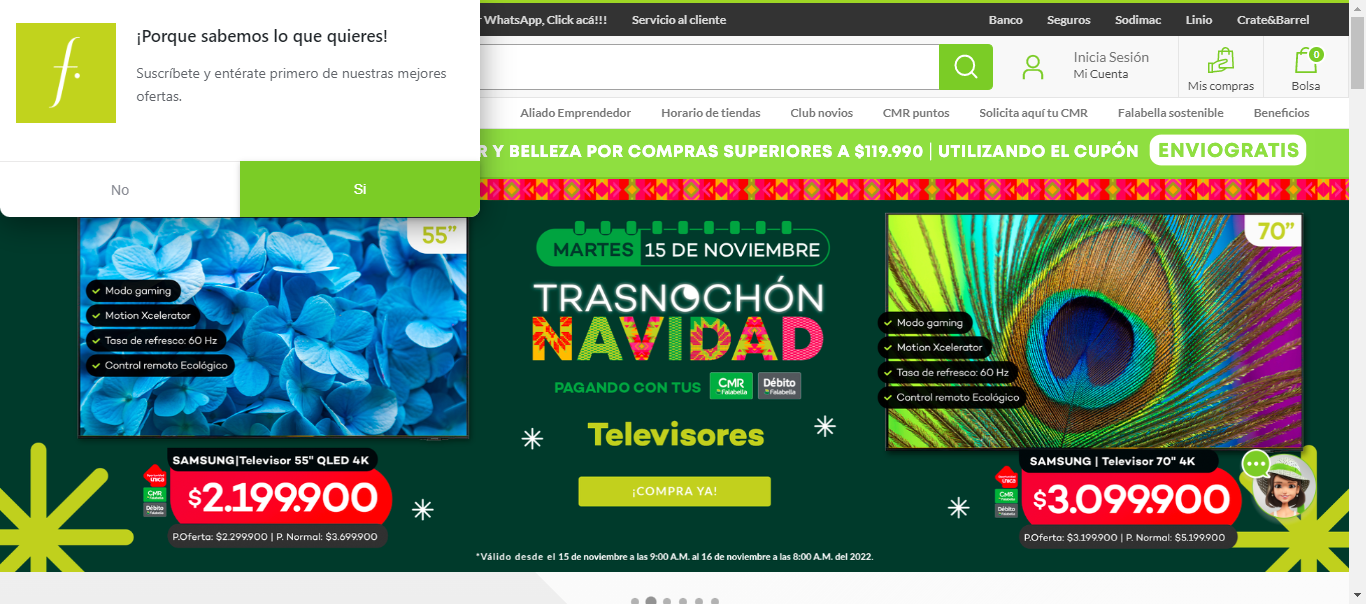 ¡Porque sabemos lo que quieres!
Suscríbete y entérate primero de nuestras mejores
ofertas.
No
Si
WhatsApp, Click acá!!!
Servicio al cliente
Banco
Seguros
Sodimac
Linio
Crate&Barrel
Inicia Sesión
Mi Cuenta
Mis compras
0
Bolsa
Aliado Emprendedor
Horario de tiendas
Club novios
CMR puntos
Solicita aquí tu CMR
Falabella sostenible
Beneficios
R Y BELLEZA POR COMPRAS SUPERIORES A $119.990 | UTILIZANDO EL CUPÓN ENVIOGRATIS
55”
Modo gaming
Motion Xcelerator
Tasa de refresco: 60 Hz
Control remoto Ecológico
SAMSUNG|Televisor 55" QLED 4K
CMR
Débito
$2.199.900
P.Oferta: $2.299.900 | P. Normal: $3.699.900
MARTES 15 DE NOVIEMBRE
TRASNOCHÓN
NAVIDAD
PAGANDO CON TUS CMR Falabella Débito Falabella
Televisores
¡COMPRA YA!
70”
Modo gaming
Motion Xcelerator
Tasa de refresco: 60 Hz
Control remoto Ecológico
SAMSUNG | Televisor 70" 4K
CMR
Débito
$3.099.900
P.Oferta: $3.199.900 | P. Normal: $5.199.900
*Válido desde el 15 de noviembre a las 9:00 A.M. al 16 de noviembre a las 8:00 A.M. del 2022.